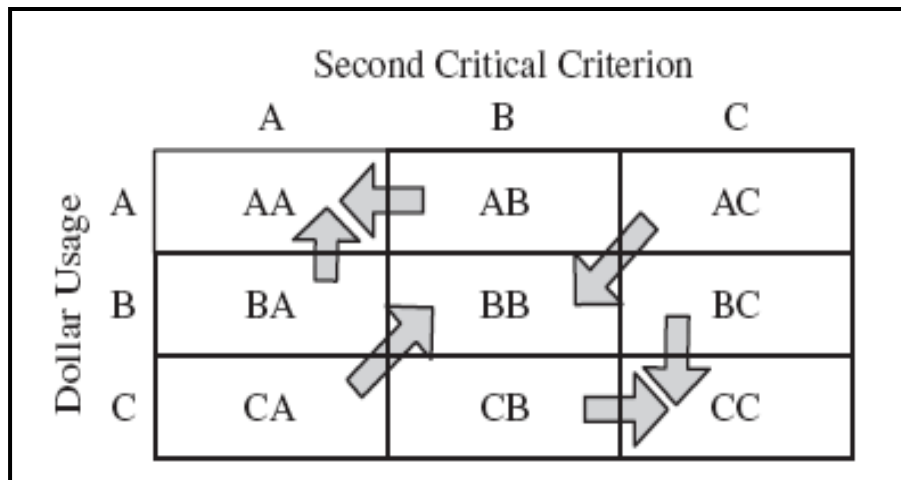 Second Critical Criterion
A B C
Dollar Usage
A AA AB AC
B BA BB BC
C CA CB CC